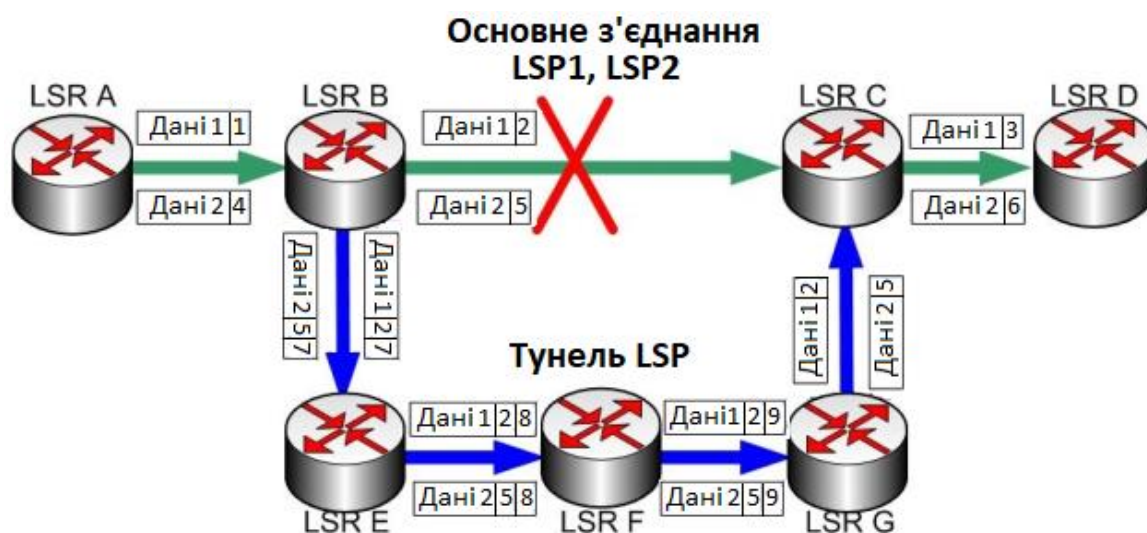 Основне з'єднання
LSP1, LSP2
LSR A
LSR B
LSR C
LSR D
Дані 1|1
Дані 1|2
Дані 1|3
Дані 2|4
Дані 2|5
Дані 2|6
Дані 2|5|7
Дані 1|2|7
Дані 1|2
Дані 2|5
Тунель LSP
Дані 1|2|8
Дані1|2|9
Дані 2|5|8
Дані 2|5|9
LSR E
LSR F
LSR G